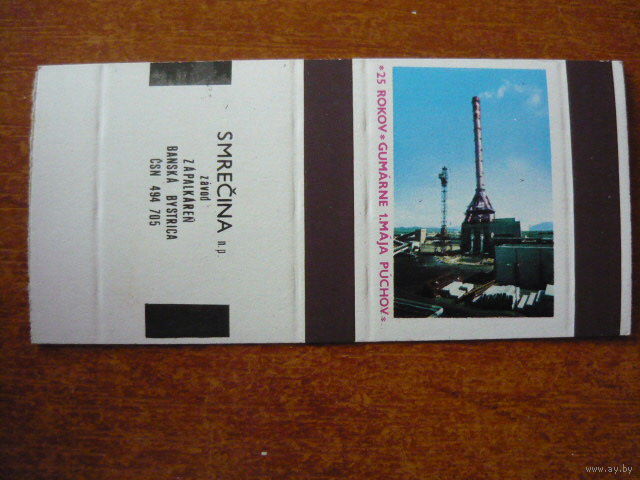 SMREČINA n.p.
závod
ZÁPALKÁREŇ
BANSKÁ BYSTRICA
ČSN 494 705
*25 ROKOV*GUMÁRNE 1.MÁJA PÚCHOV*
www.ay.by